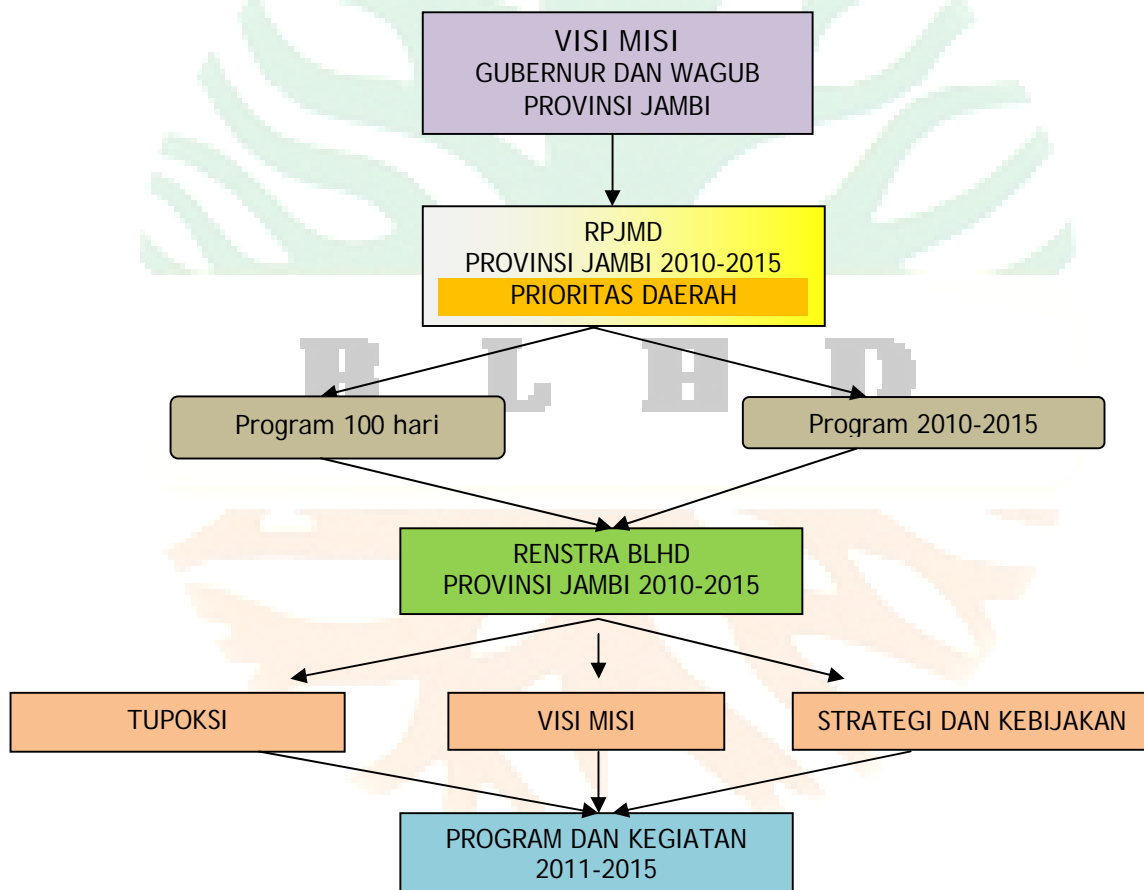 VISI MISI
GUBERNUR DAN WAGUB
PROVINSI JAMBI
RPJMD
PROVINSI JAMBI 2010-2015
PRIORITAS DAERAH
B L H D
Program 100 hari
Program 2010-2015
RENSTRA BLHD
PROVINSI JAMBI 2010-2015
TUPOKSI
VISI MISI
STRATEGI DAN KEBIJAKAN
PROGRAM DAN KEGIATAN
2011-2015